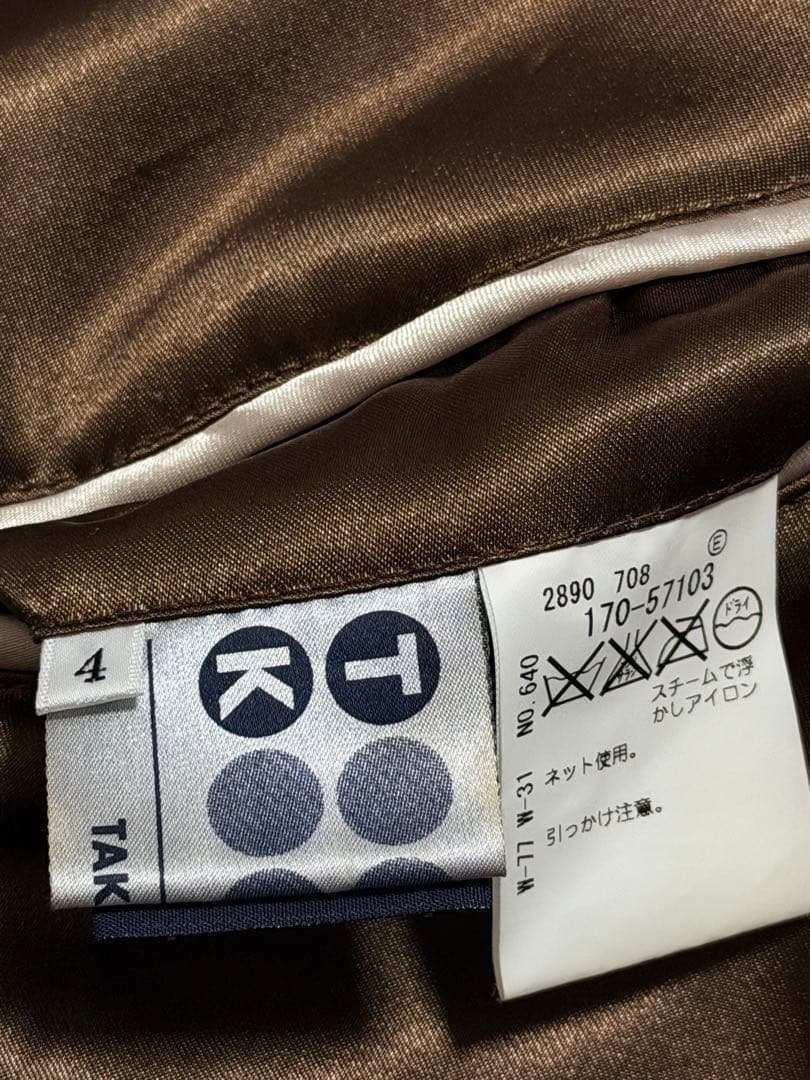 4
T
K
TAK
Ⓔ
2890 708
170-57103
ドライ
NO. 640
スチームで浮
かしアイロン
W-77 W-31
ネット使用。
引っかけ注意。